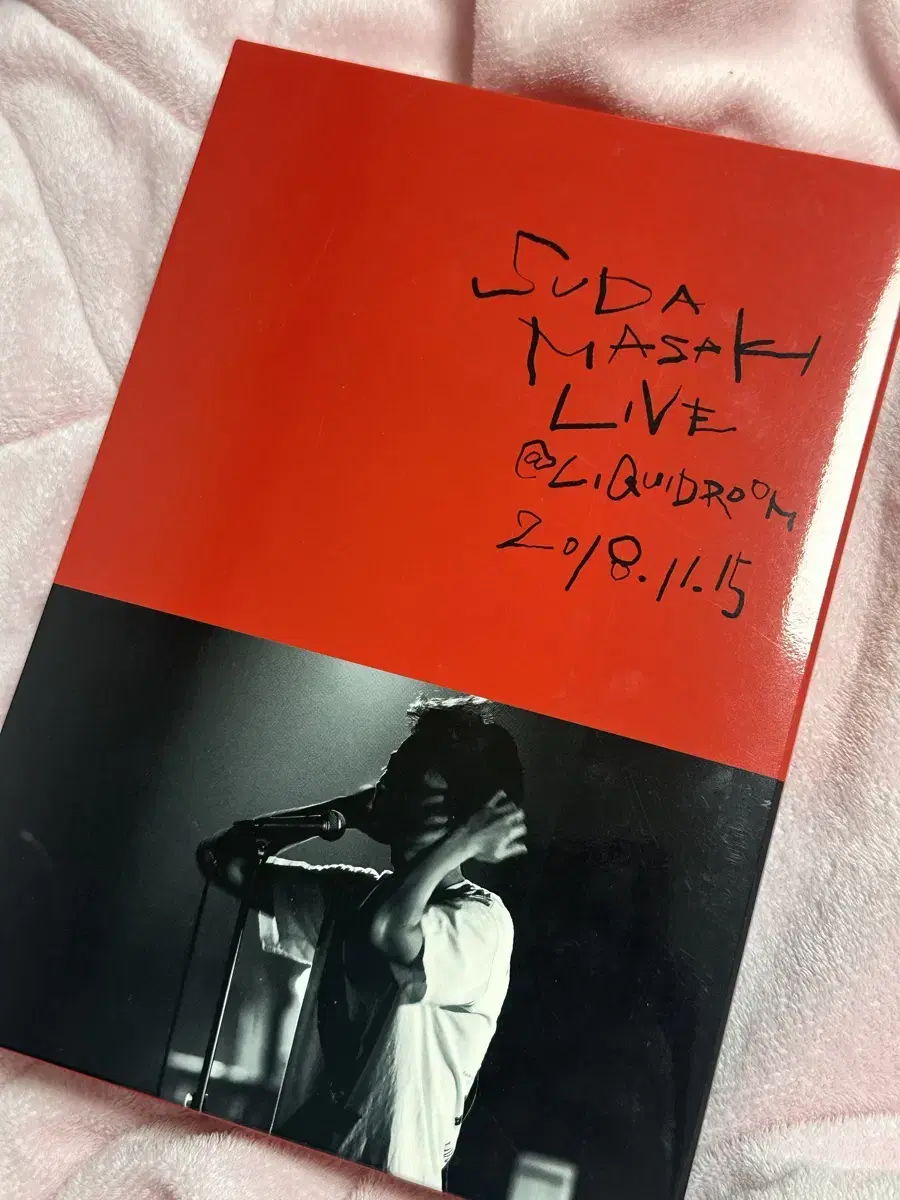 SUDA
MASAKI
LIVE
@LIQUIDROOM
2018.11.15